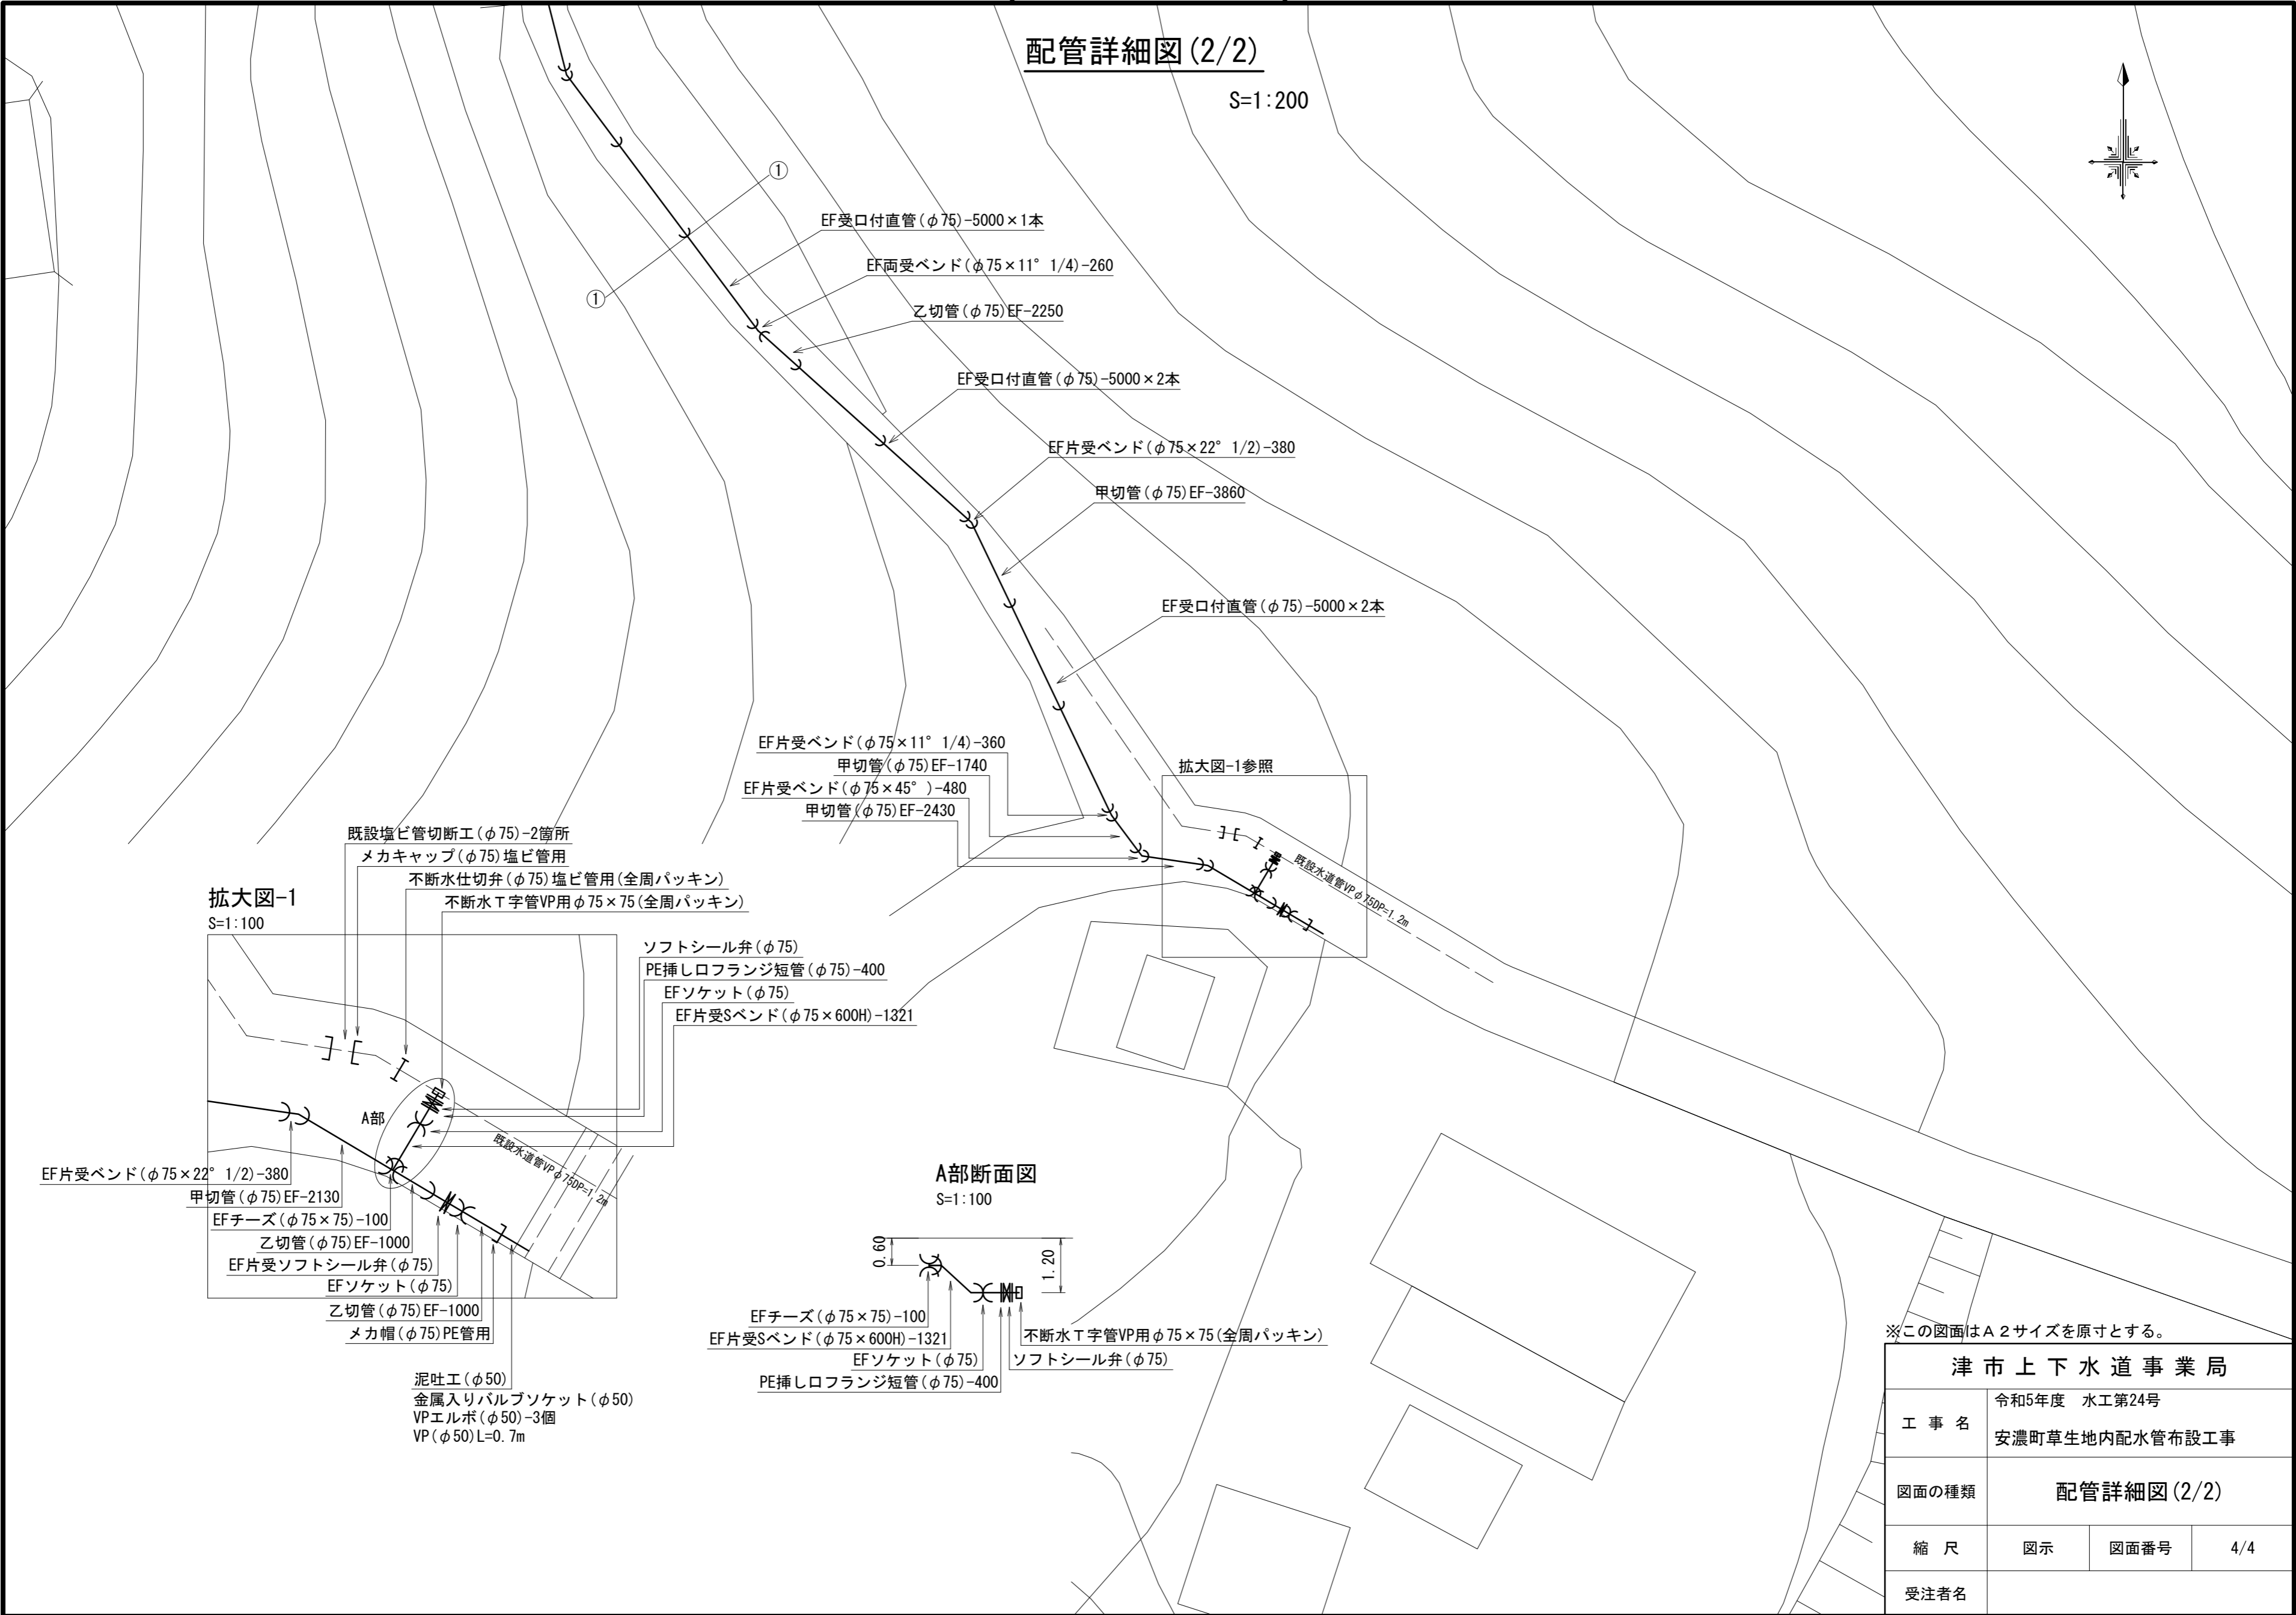 配管詳細図(2/2)
S=1:200
①
①
EF受口付直管(φ75)-5000×1本
EF両受ベンド(φ75×11° 1/4)-260
乙切管(φ75)EF-2250
EF受口付直管(φ75)-5000×2本
EF片受ベンド(φ75×22° 1/2)-380
甲切管(φ75)EF-3860
EF受口付直管(φ75)-5000×2本
EF片受ベンド(φ75×11° 1/4)-360
甲切管(φ75)EF-1740
EF片受ベンド(φ75×45° )-480
甲切管(φ75)EF-2430
拡大図-1参照
既設水道管VPφ75DP=1.2m
既設塩ビ管切断工(φ75)-2箇所
メカキャップ(φ75)塩ビ管用
不断水仕切弁(φ75)塩ビ管用(全周パッキン)
不断水T字管VP用φ75×75(全周パッキン)
拡大図-1
S=1:100
ソフトシール弁(φ75)
PE挿し口フランジ短管(φ75)-400
EFソケット(φ75)
EF片受Sベンド(φ75×600H)-1321
A部
既設水道管VPφ75DP=1.2m
EF片受ベンド(φ75×22° 1/2)-380
甲切管(φ75)EF-2130
EFチーズ(φ75×75)-100
乙切管(φ75)EF-1000
EF片受ソフトシール弁(φ75)
EFソケット(φ75)
乙切管(φ75)EF-1000
メカ帽(φ75)PE管用
泥吐工(φ50)
金属入りバルブソケット(φ50)
VPエルボ(φ50)-3個
VP(φ50)L=0.7m
A部断面図
S=1:100
0.60
1.20
EFチーズ(φ75×75)-100
EF片受Sベンド(φ75×600H)-1321
EFソケット(φ75)
PE挿し口フランジ短管(φ75)-400
不断水T字管VP用φ75×75(全周パッキン)
ソフトシール弁(φ75)
※この図面はA2サイズを原寸とする。
津市上下水道事業局
工事名
令和5年度 水工第24号
安濃町草生地内配水管布設工事
図面の種類
配管詳細図(2/2)
縮尺 図示 図面番号 4/4
受注者名